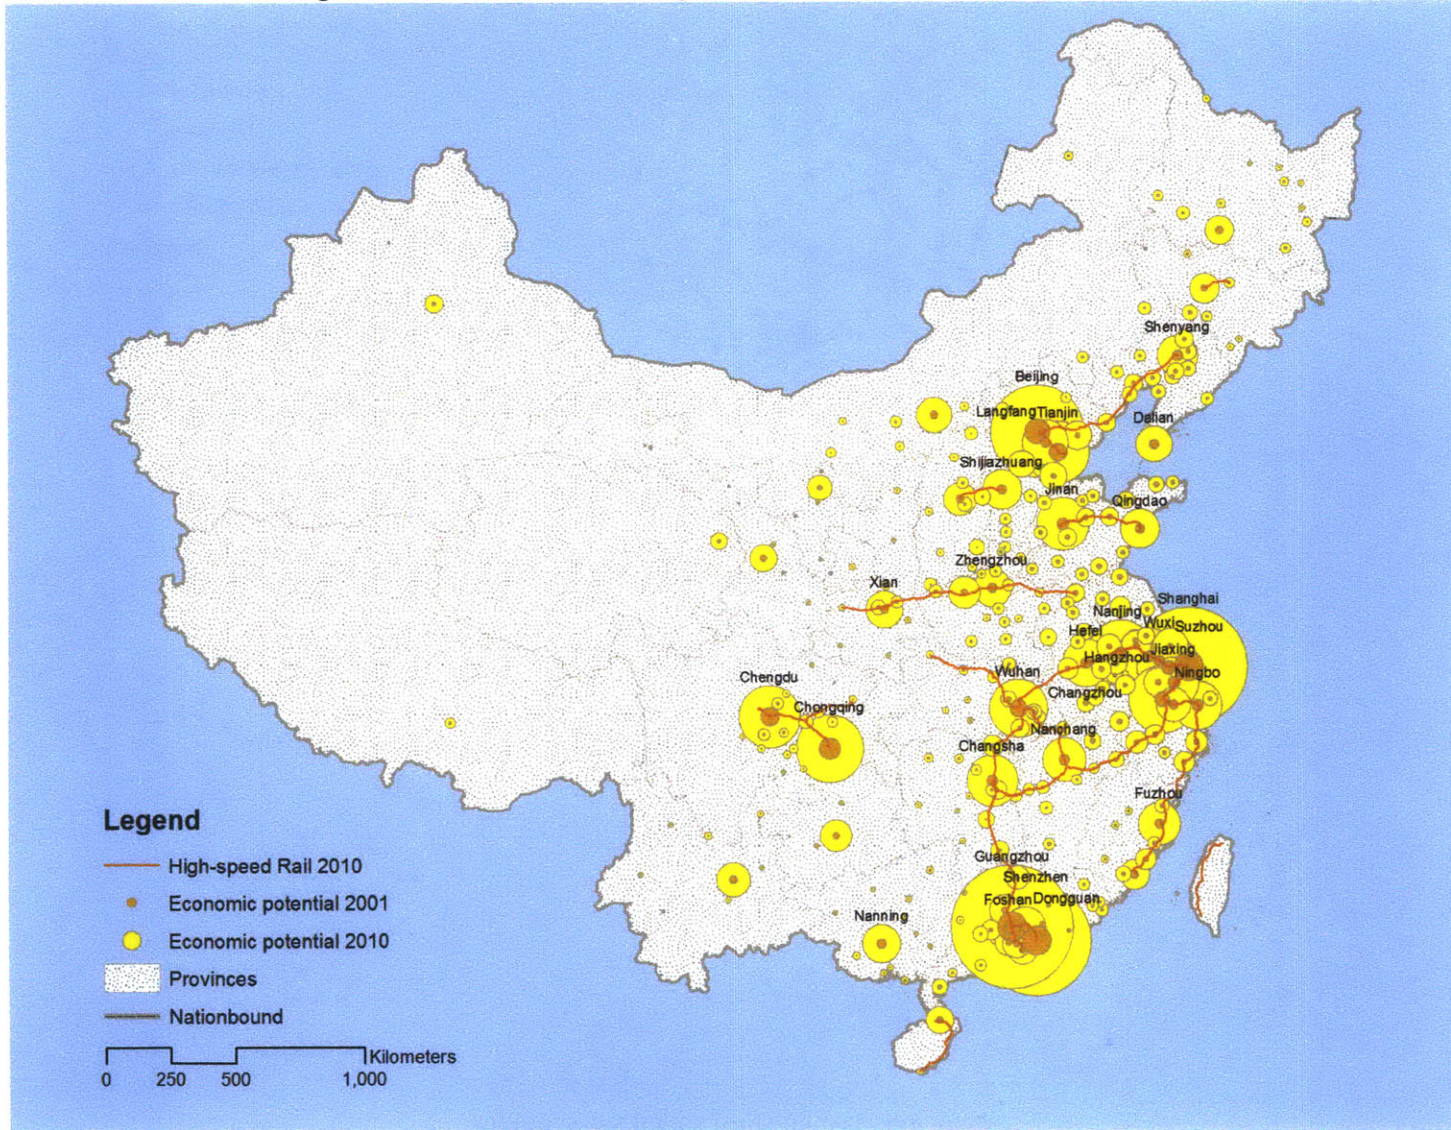 Shenyang
Beijing
Langfang Tianjin
Dalian
Shijiazhuang
Jinan
Qingdao
Zhengzhou
Xian
Shanghai
Nanjing
Wuxi
Suzhou
Hefei
Jiaxing
Hangzhou
Ningbo
Wuhan
Chengdu
Changzhou
Chongqing
Nanchang
Changsha
Fuzhou
Guangzhou
Shenzhen
Foshan Dongguan
Nanning
Legend
High-speed Rail 2010
Economic potential 2001
Economic potential 2010
Provinces
Nationbound
Kilometers
0 250 500 1,000